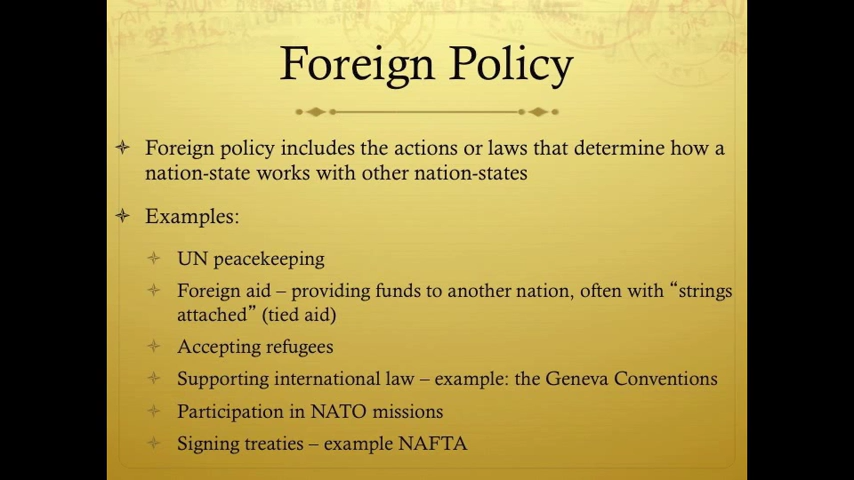 Foreign Policy
Foreign policy includes the actions or laws that determine how a
nation-state works with other nation-states
Examples:
UN peacekeeping
Foreign aid – providing funds to another nation, often with “strings
attached” (tied aid)
Accepting refugees
Supporting international law – example: the Geneva Conventions
Participation in NATO missions
Signing treaties – example NAFTA